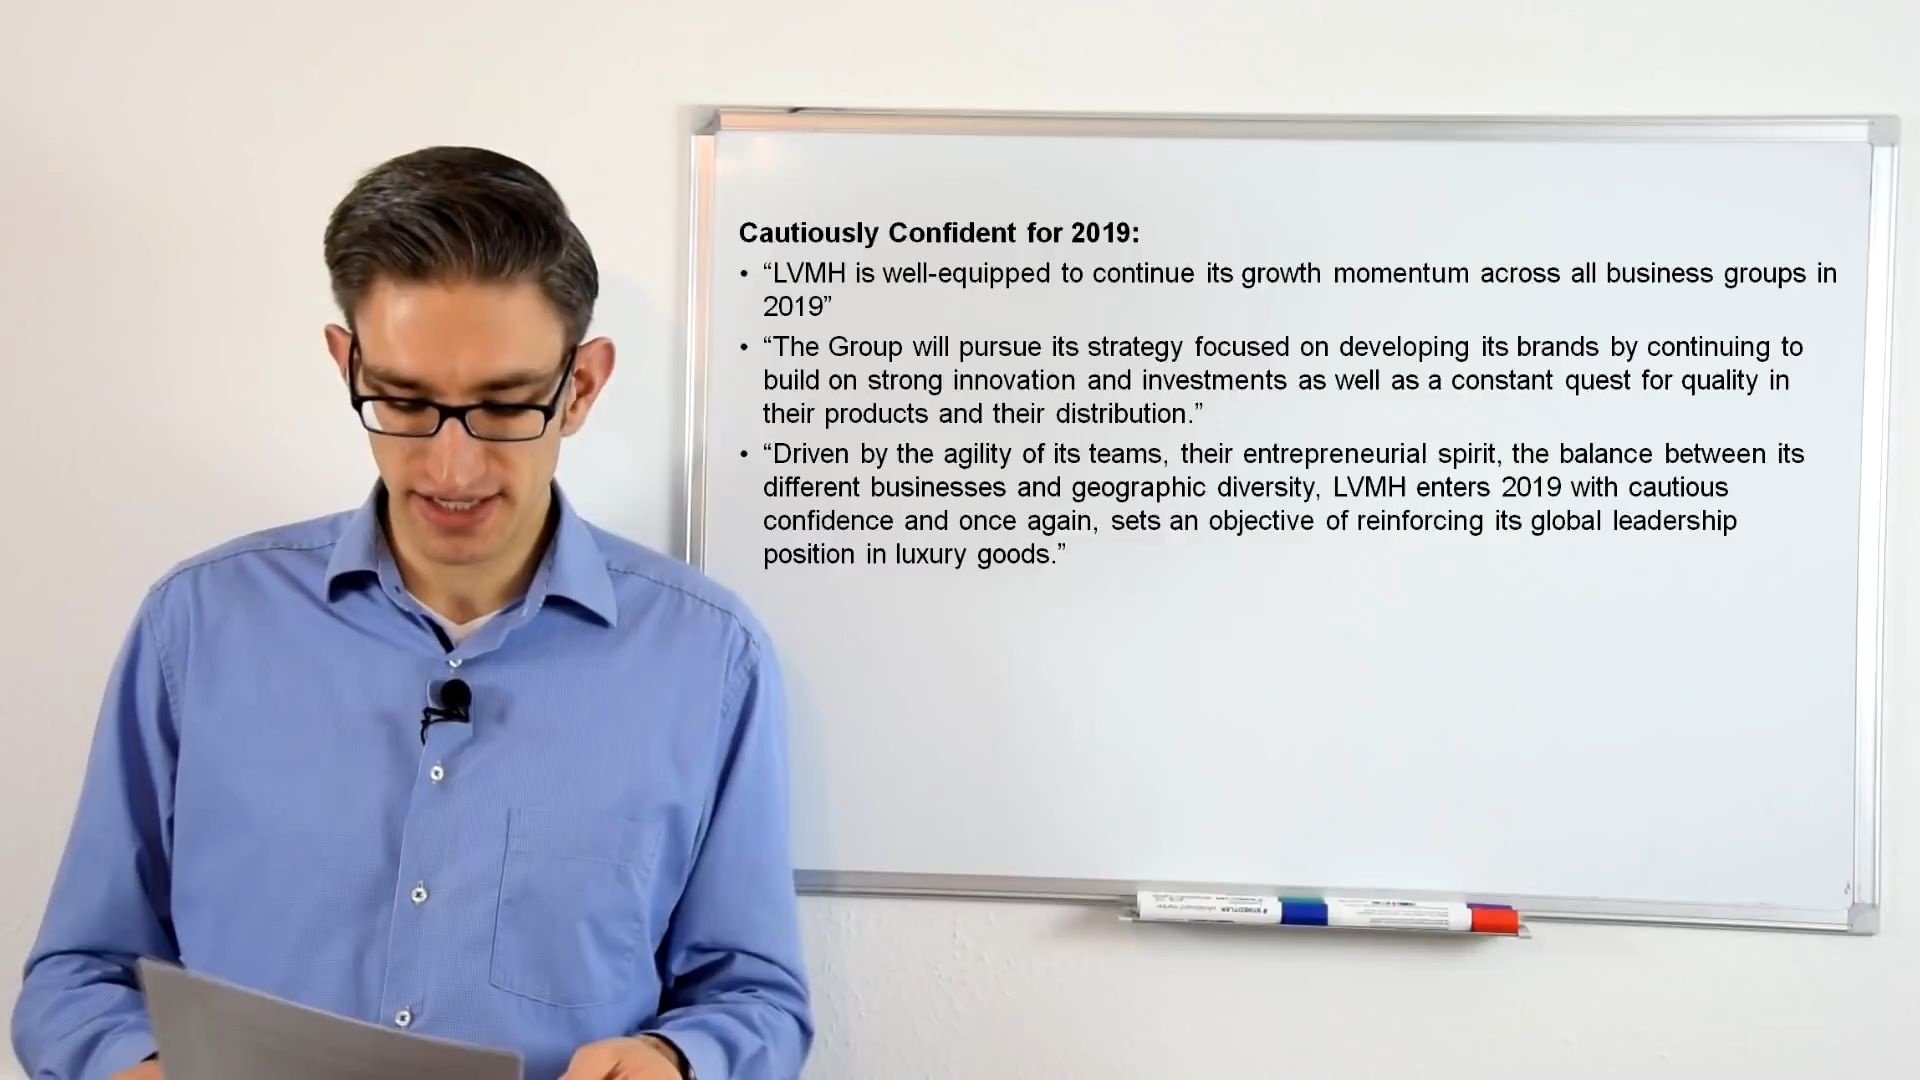 Cautiously Confident for 2019:
• “LVMH is well-equipped to continue its growth momentum across all business groups in
2019”
• “The Group will pursue its strategy focused on developing its brands by continuing to
build on strong innovation and investments as well as a constant quest for quality in
their products and their distribution.”
• “Driven by the agility of its teams, their entrepreneurial spirit, the balance between its
different businesses and geographic diversity, LVMH enters 2019 with cautious
confidence and once again, sets an objective of reinforcing its global leadership
position in luxury goods.”